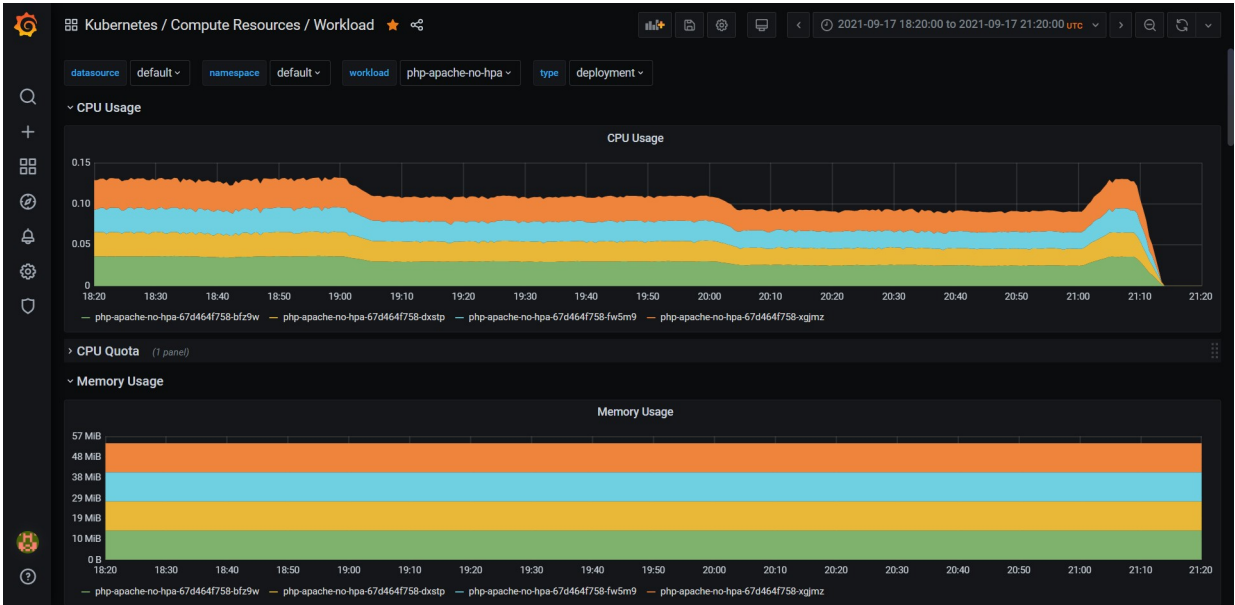 Kubernetes / Compute Resources / Workload
2021-09-17 18:20:00 to 2021-09-17 21:20:00 UTC
datasource default namespace default workload php-apache-no-hpa type deployment
CPU Usage
CPU Usage
0.15
0.10
0.05
0
18:20 18:30 18:40 18:50 19:00 19:10 19:20 19:30 19:40 19:50 20:00 20:10 20:20 20:30 20:40 20:50 21:00 21:10 21:20
php-apache-no-hpa-67d464f758-bfz9w php-apache-no-hpa-67d464f758-dxstp php-apache-no-hpa-67d464f758-fw5m9 php-apache-no-hpa-67d464f758-xgjmz
CPU Quota (1 panel)
Memory Usage
Memory Usage
57 MiB
48 MiB
38 MiB
29 MiB
19 MiB
10 MiB
0 B
18:20 18:30 18:40 18:50 19:00 19:10 19:20 19:30 19:40 19:50 20:00 20:10 20:20 20:30 20:40 20:50 21:00 21:10 21:20
php-apache-no-hpa-67d464f758-bfz9w php-apache-no-hpa-67d464f758-dxstp php-apache-no-hpa-67d464f758-fw5m9 php-apache-no-hpa-67d464f758-xgjmz